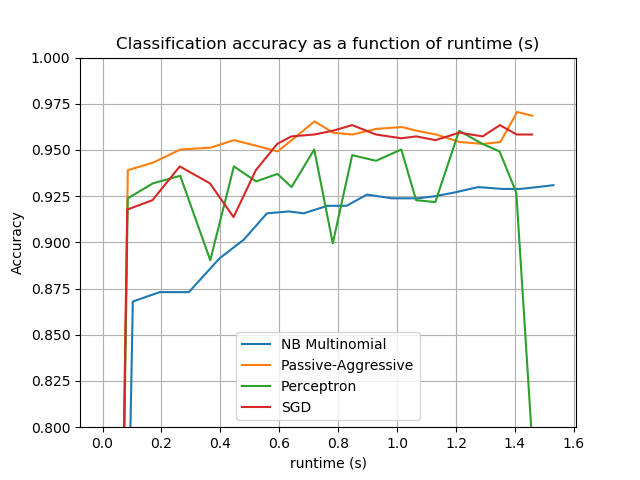 Classification accuracy as a function of runtime (s)
1.000
0.975
0.950
0.925
0.900
0.875
0.850
0.825
0.800
Accuracy
NB Multinomial
Passive-Aggressive
Perceptron
SGD
0.0 0.2 0.4 0.6 0.8 1.0 1.2 1.4 1.6
runtime (s)